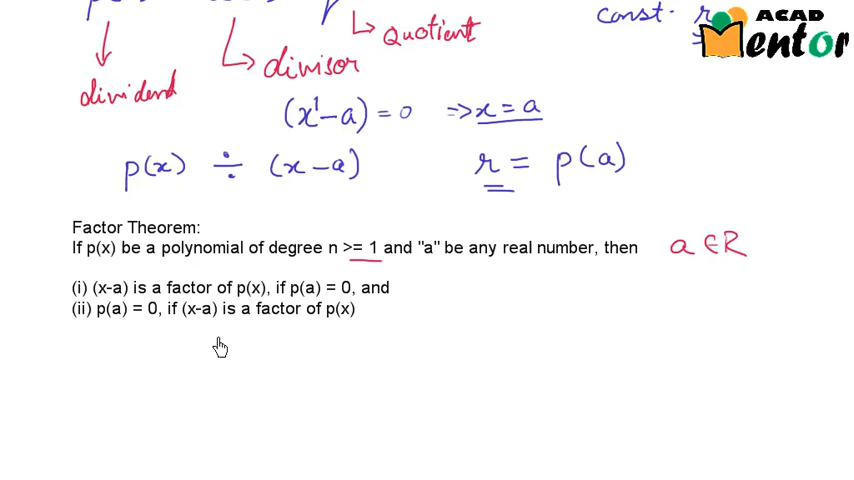 const. r
ACAD
Mentor
Quotient
divisor
dividend
(x¹-a) = 0 => x = a
p(x) ÷ (x-a) r = p(a)
Factor Theorem:
If p(x) be a polynomial of degree n >= 1 and "a" be any real number, then a ∈ R
(i) (x-a) is a factor of p(x), if p(a) = 0, and
(ii) p(a) = 0, if (x-a) is a factor of p(x)